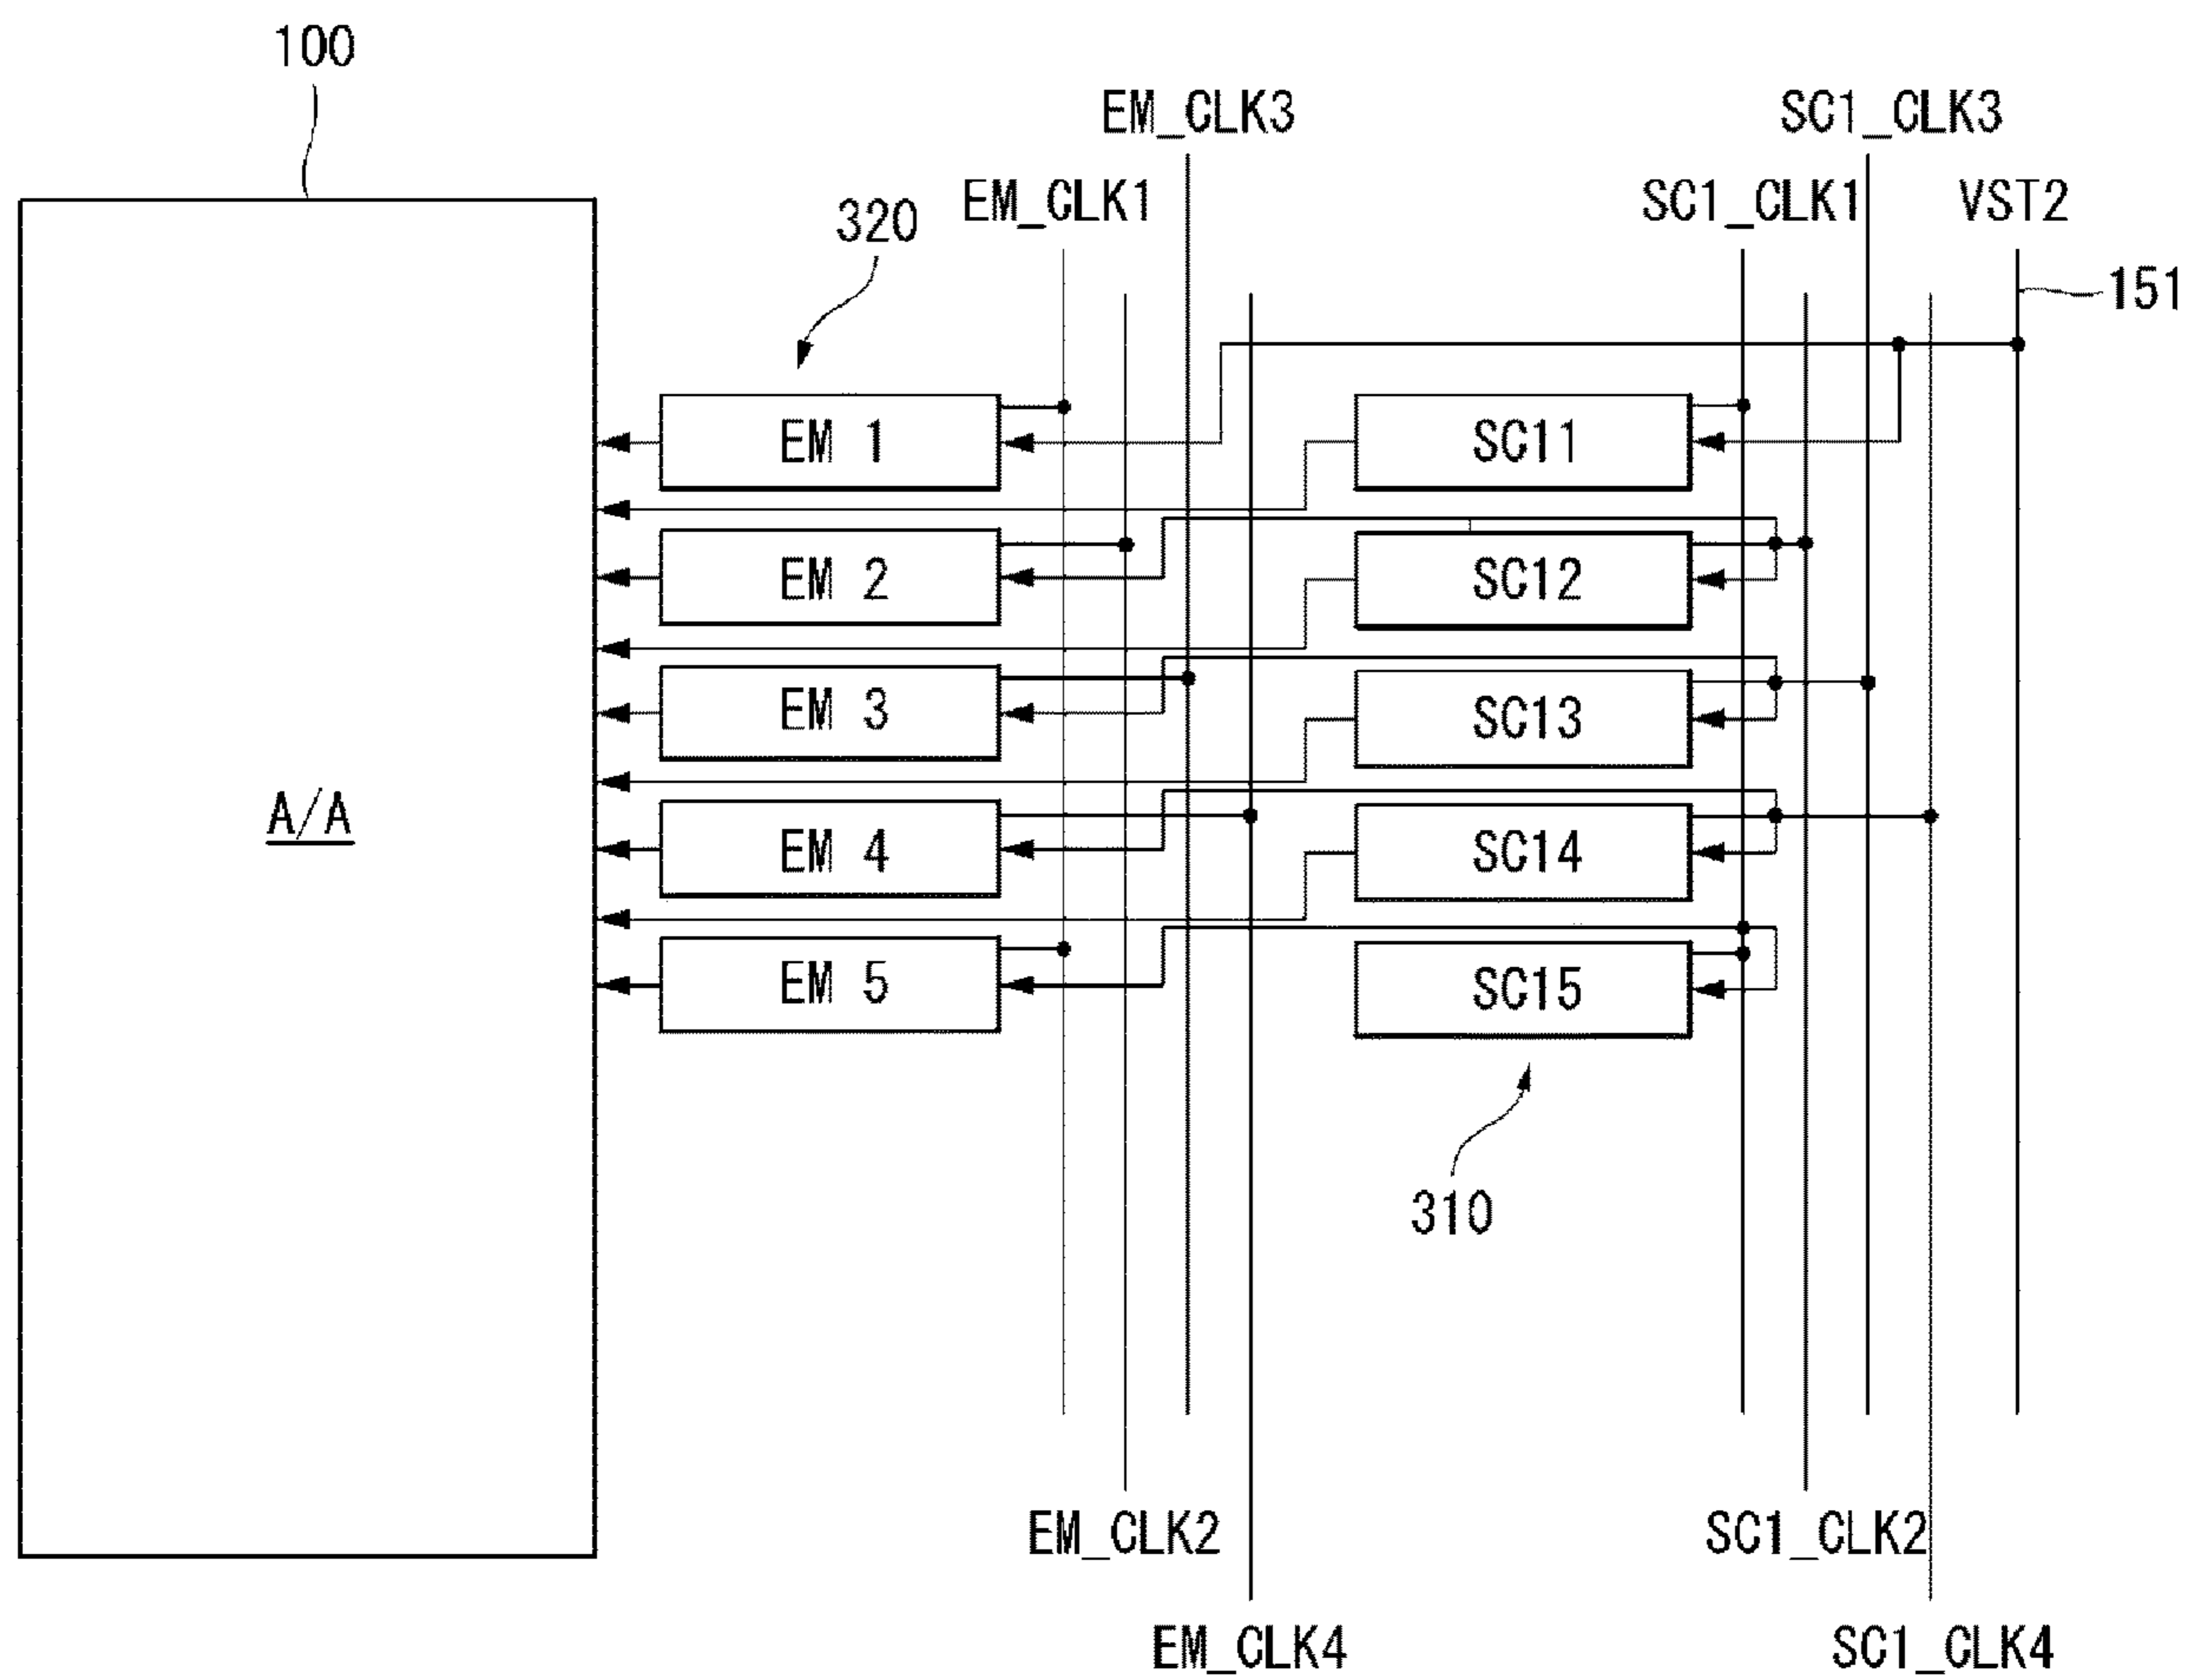 100
EM_CLK3
SC1_CLK3
320
EM_CLK1
SC1_CLK1
VST2
151
EM 1
SC11
EM 2
SC12
EM 3
SC13
A/A
EM 4
SC14
EM 5
SC15
310
EM_CLK2
SC1_CLK2
EM_CLK4
SC1_CLK4